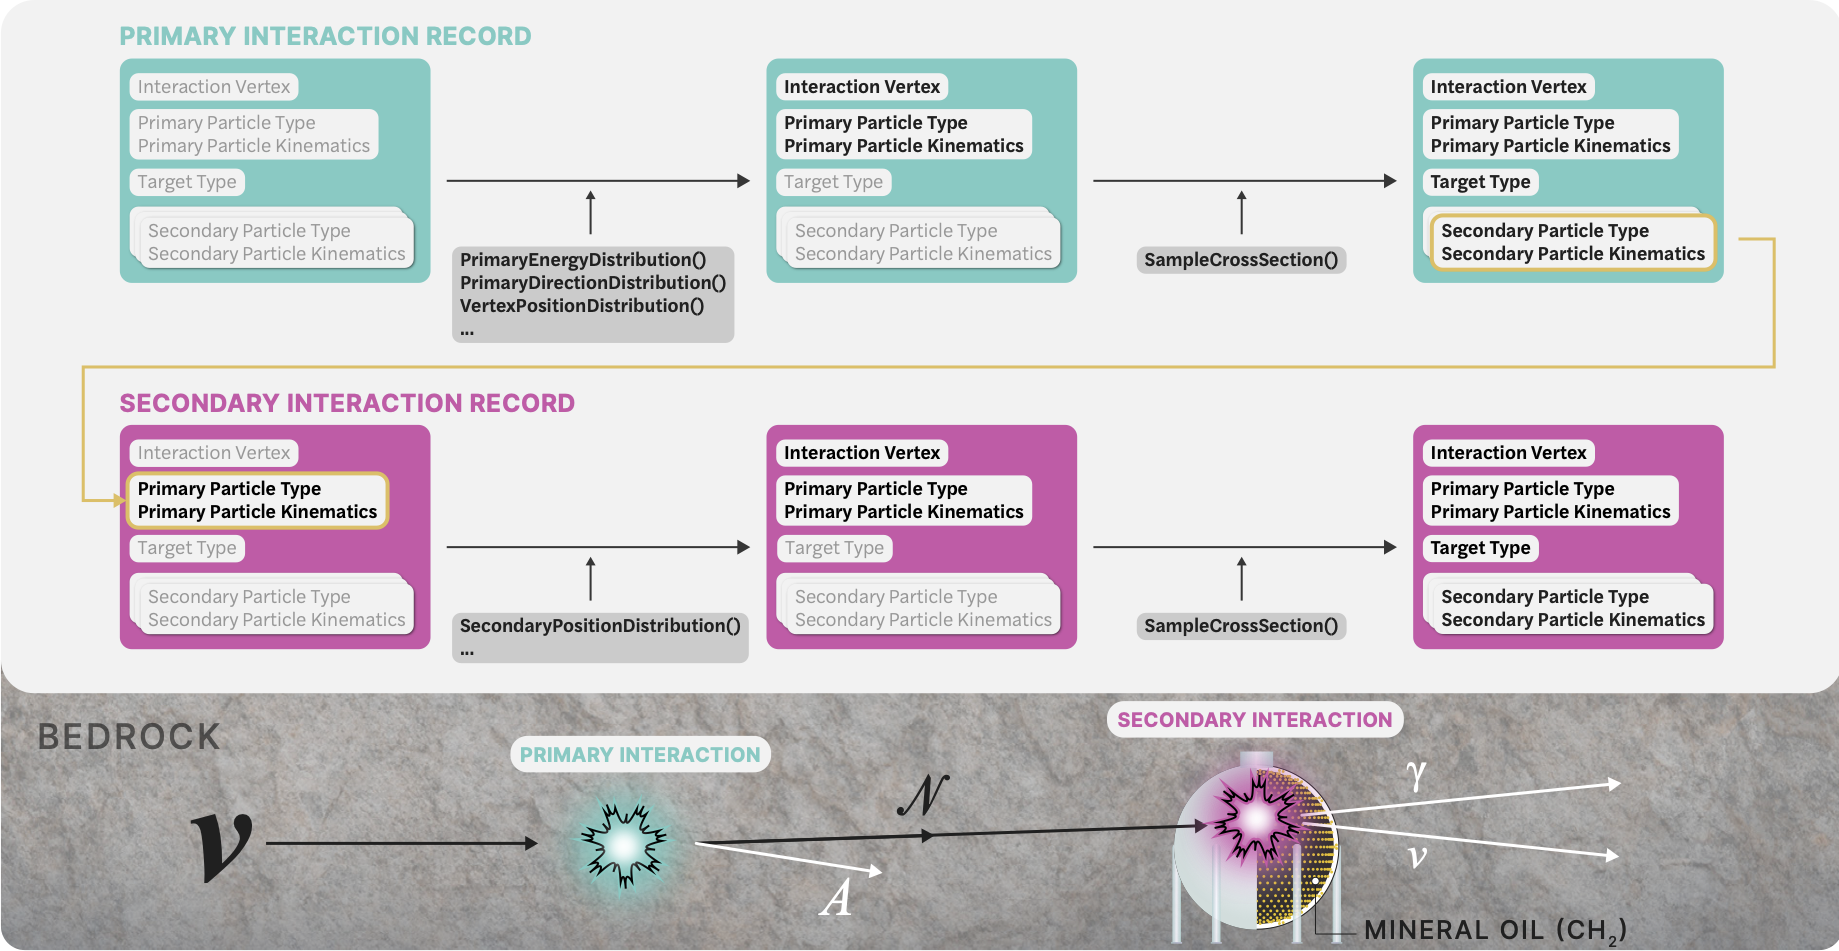 PRIMARY INTERACTION RECORD
Interaction Vertex
Primary Particle Type
Primary Particle Kinematics
Target Type
Secondary Particle Type
Secondary Particle Kinematics
PrimaryEnergyDistribution()
PrimaryDirectionDistribution()
VertexPositionDistribution()
...
Interaction Vertex
Primary Particle Type
Primary Particle Kinematics
Target Type
Secondary Particle Type
Secondary Particle Kinematics
SampleCrossSection()
Interaction Vertex
Primary Particle Type
Primary Particle Kinematics
Target Type
Secondary Particle Type
Secondary Particle Kinematics
SECONDARY INTERACTION RECORD
Interaction Vertex
Primary Particle Type
Primary Particle Kinematics
Target Type
Secondary Particle Type
Secondary Particle Kinematics
SecondaryPositionDistribution()
...
Interaction Vertex
Primary Particle Type
Primary Particle Kinematics
Target Type
Secondary Particle Type
Secondary Particle Kinematics
SampleCrossSection()
Interaction Vertex
Primary Particle Type
Primary Particle Kinematics
Target Type
Secondary Particle Type
Secondary Particle Kinematics
BEDROCK
PRIMARY INTERACTION
SECONDARY INTERACTION
ν
𝒩
A
γ
ν
MINERAL OIL (CH₂)